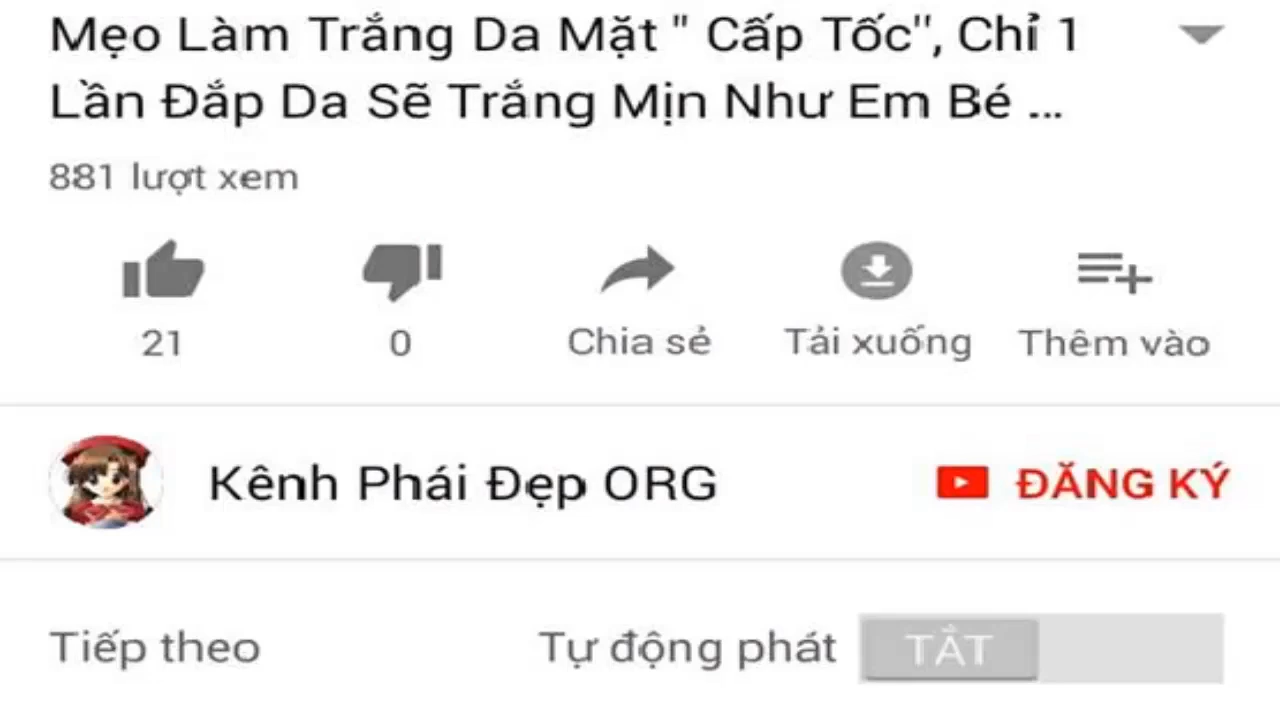 Mẹo Làm Trắng Da Mặt " Cấp Tốc", Chỉ 1
Lần Đắp Da Sẽ Trắng Mịn Như Em Bé ...
881 lượt xem
21
0
Chia sẻ
Tải xuống
Thêm vào
Kênh Phái Đẹp ORG
ĐĂNG KÝ
Tiếp theo
Tự động phát
TẮT